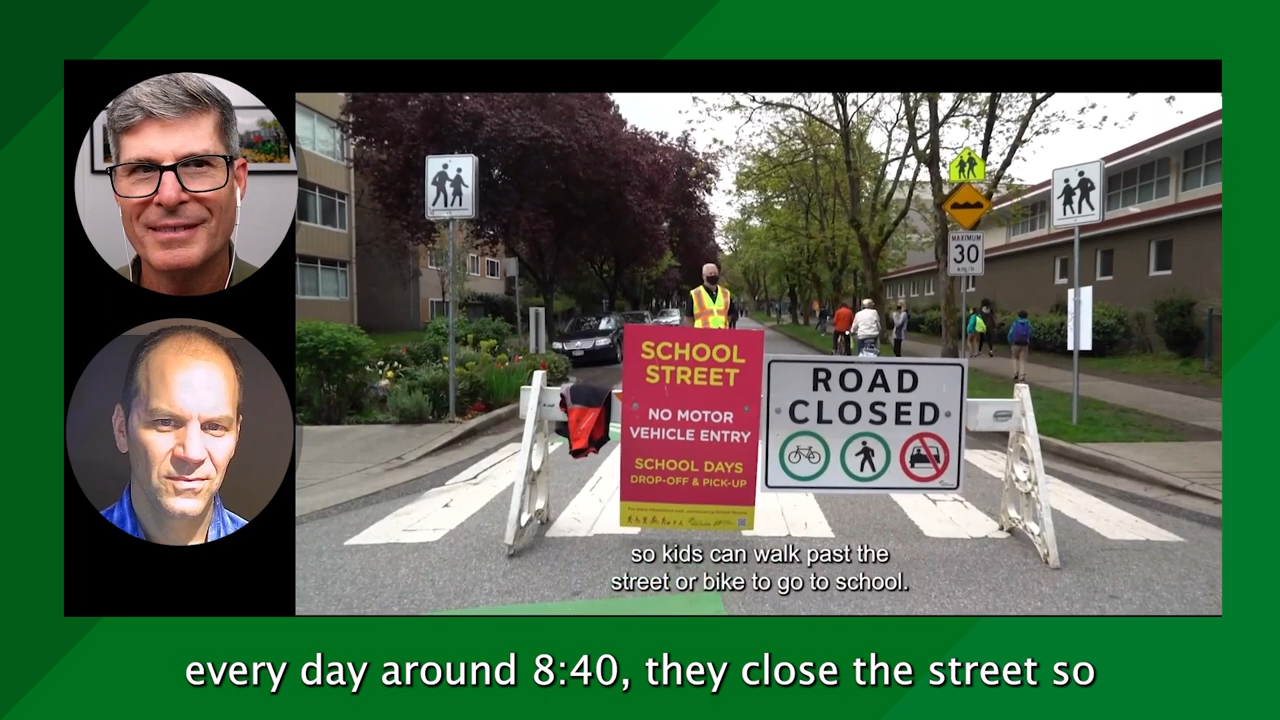 MAXIMUM
30
km/h
SCHOOL
STREET
NO MOTOR
VEHICLE ENTRY
SCHOOL DAYS
DROP-OFF & PICK-UP
ROAD
CLOSED
so kids can walk past the
street or bike to go to school.
every day around 8:40, they close the street so